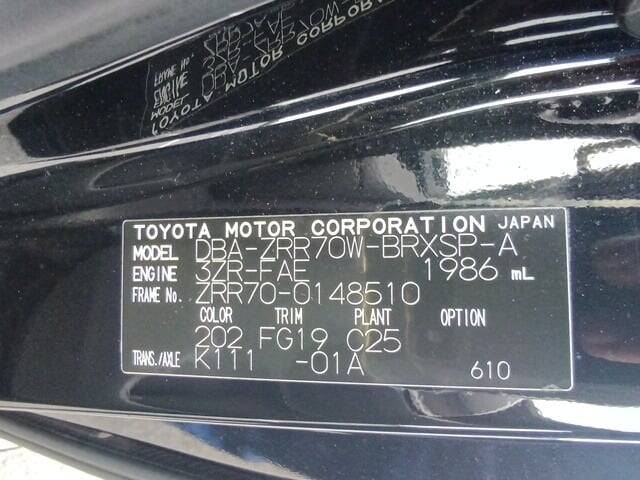 TOYOTA MOTOR CORPORATION JAPAN
MODEL DBA-ZRR70W-BRXSP-A
ENGINE 3ZR-FAE 1986 mL
FRAME No. ZRR70-0148510
COLOR TRIM PLANT OPTION
202 FG19 C25
TRANS./AXLE K111 -01A 610